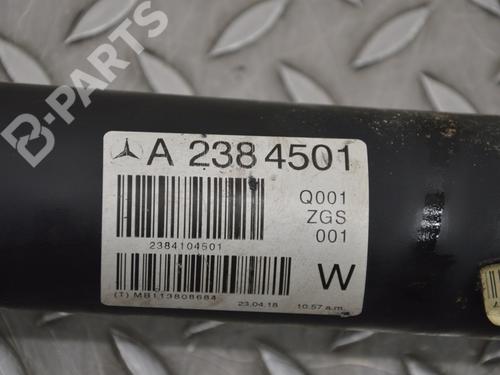 B-PARTS
A 238 4501
Q001
ZGS
001
2384104501
W
(T) MB113808684
23.04.18
10.57 a.m.